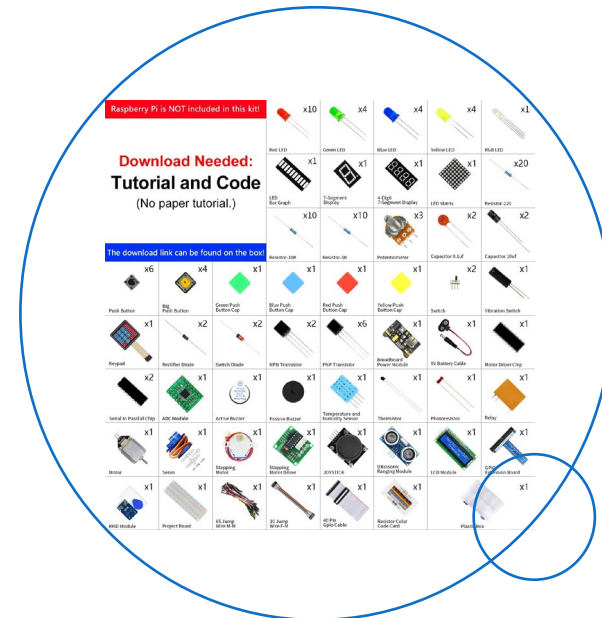 Raspberry Pi is NOT included in this kit!
Download Needed:
Tutorial and Code
(No paper tutorial.)
The download link can be found on the box!
x10
Red LED
x4
Green LED
x4
Blue LED
x4
Yellow LED
x1
RGB LED
x1
LED
Bar Graph
x1
7-Segment
Display
x1
4-Digit
7-Segment Display
x1
LED Matrix
x20
Resistor-220
x10
Resistor-10K
x10
Resistor-1K
x3
Potentiometer
x2
Capacitor 0.1uf
x2
Capacitor 10uf
x6
Push Button
x4
Big
Push Button
x1
Green Push
Button Cap
x1
Blue Push
Button Cap
x1
Red Push
Button Cap
x1
Yellow Push
Button Cap
x2
Switch
x1
Vibration Switch
x1
Keypad
x2
Rectifier Diode
x2
Switch Diode
x2
NPN Transistor
x6
PNP Transistor
x1
Breadboard
Power Module
x1
9V Battery Cable
x1
Motor Driver Chip
x2
Serial to Parallel Chip
x1
ADC Module
x1
Active Buzzer
x1
Passive Buzzer
x1
Temperature and
Humidity Sensor
x1
Thermistor
x1
Photoresistor
x1
Relay
x1
Motor
x1
Servo
x1
Stepping
Motor
x1
Stepping
Motor Driver
x1
JOYSTICK
x1
Ultrasonic
Ranging Module
x1
LCD Module
x1
GPIO
Extension Board
x1
RFID Module
x1
Project Board
x1
65 Jump
Wire M-M
x1
x1
40 Pin
Gpio Cable
x1
Resistor Color
Code Card
x1
Plastic Box